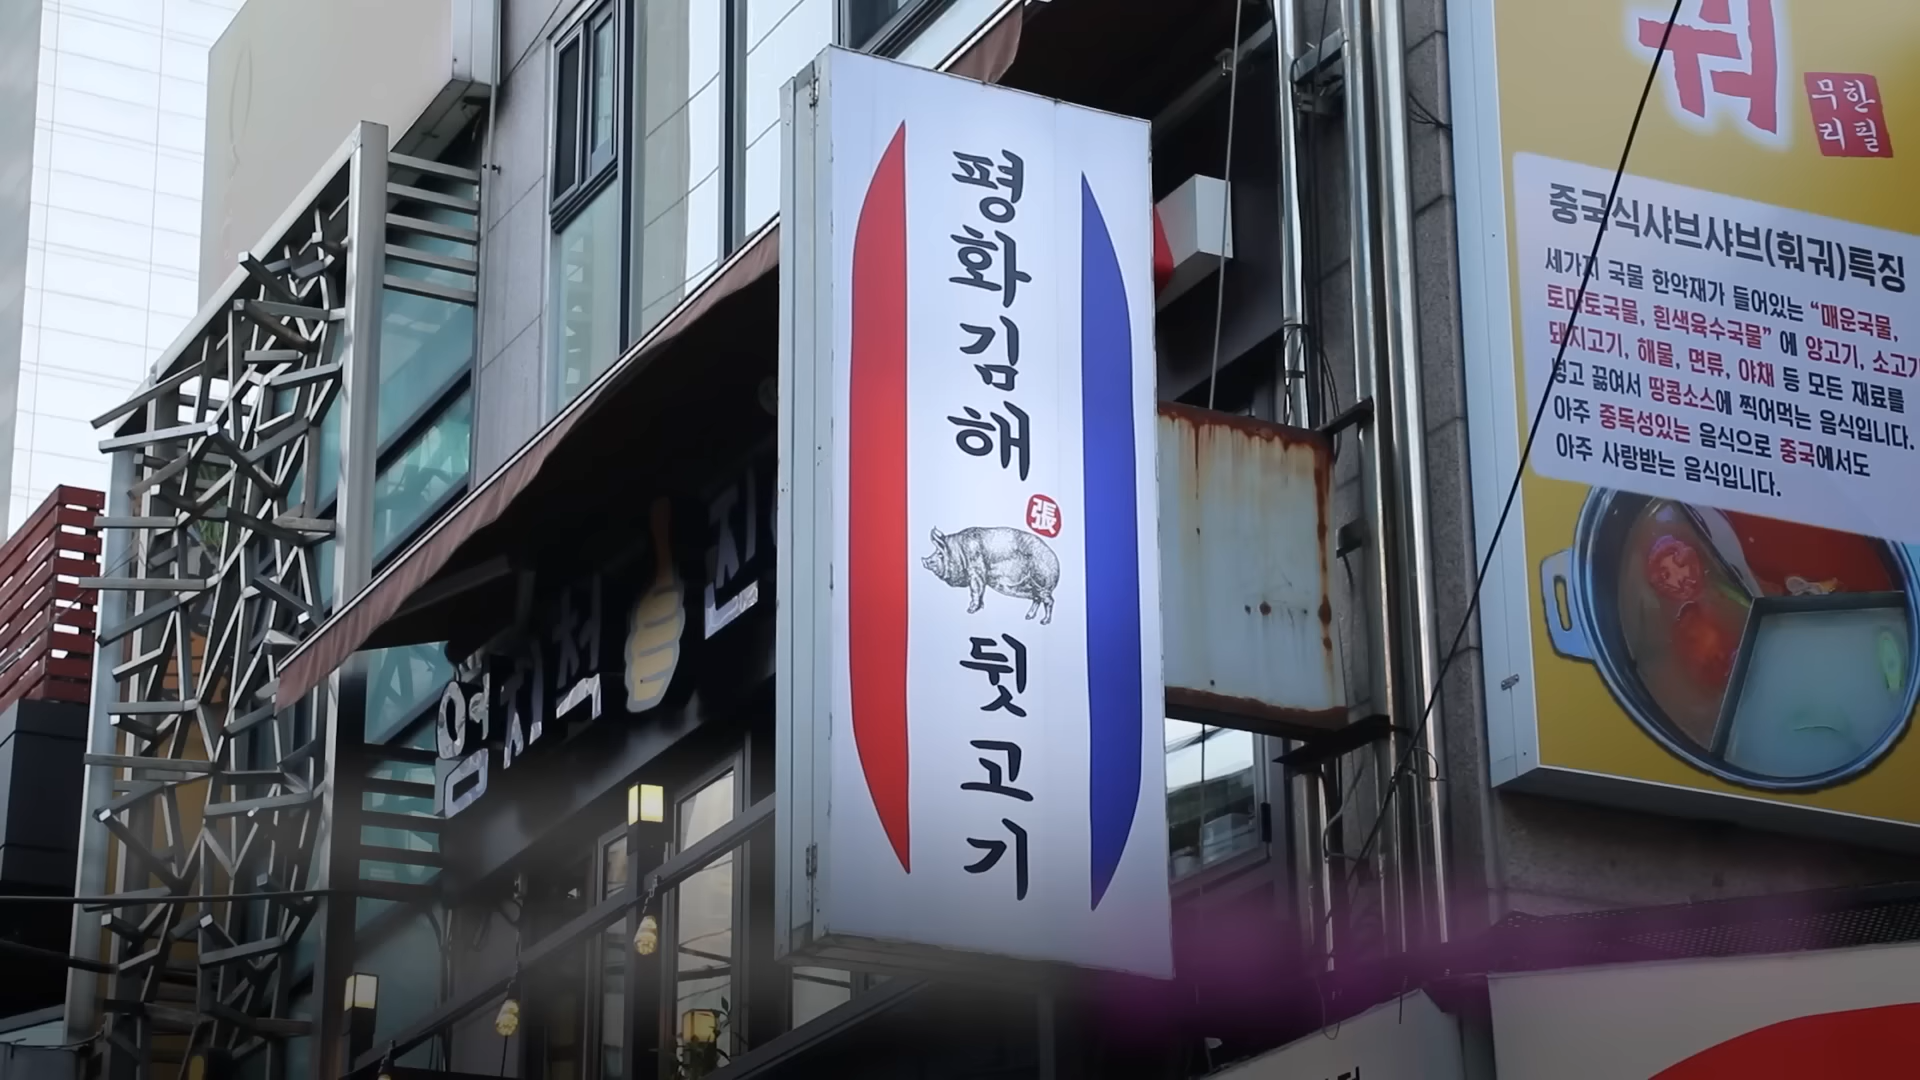 평화김해
張
뒷고기
엄지척
진
궈
무한
리필
중국식샤브샤브(훠궈)특징
세가지 국물 한약재가 들어있는 “매운국물,
토마토국물, 흰색육수국물” 에 양고기, 소고기
돼지고기, 해물, 면류, 야채 등 모든 재료를
넣고 끓여서 땅콩소스에 찍어먹는 음식입니다.
아주 중독성있는 음식으로 중국에서도
아주 사랑받는 음식입니다.